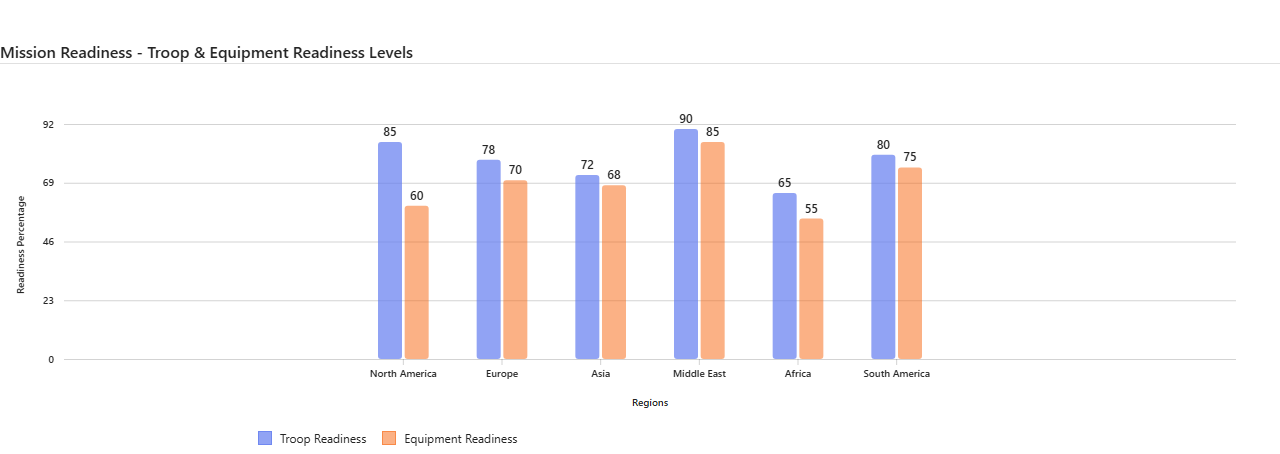 Mission Readiness - Troop & Equipment Readiness Levels
92
69
46
23
0
Readiness Percentage
85
60
78
70
72
68
90
85
65
55
80
75
North America
Europe
Asia
Middle East
Africa
South America
Regions
Troop Readiness
Equipment Readiness